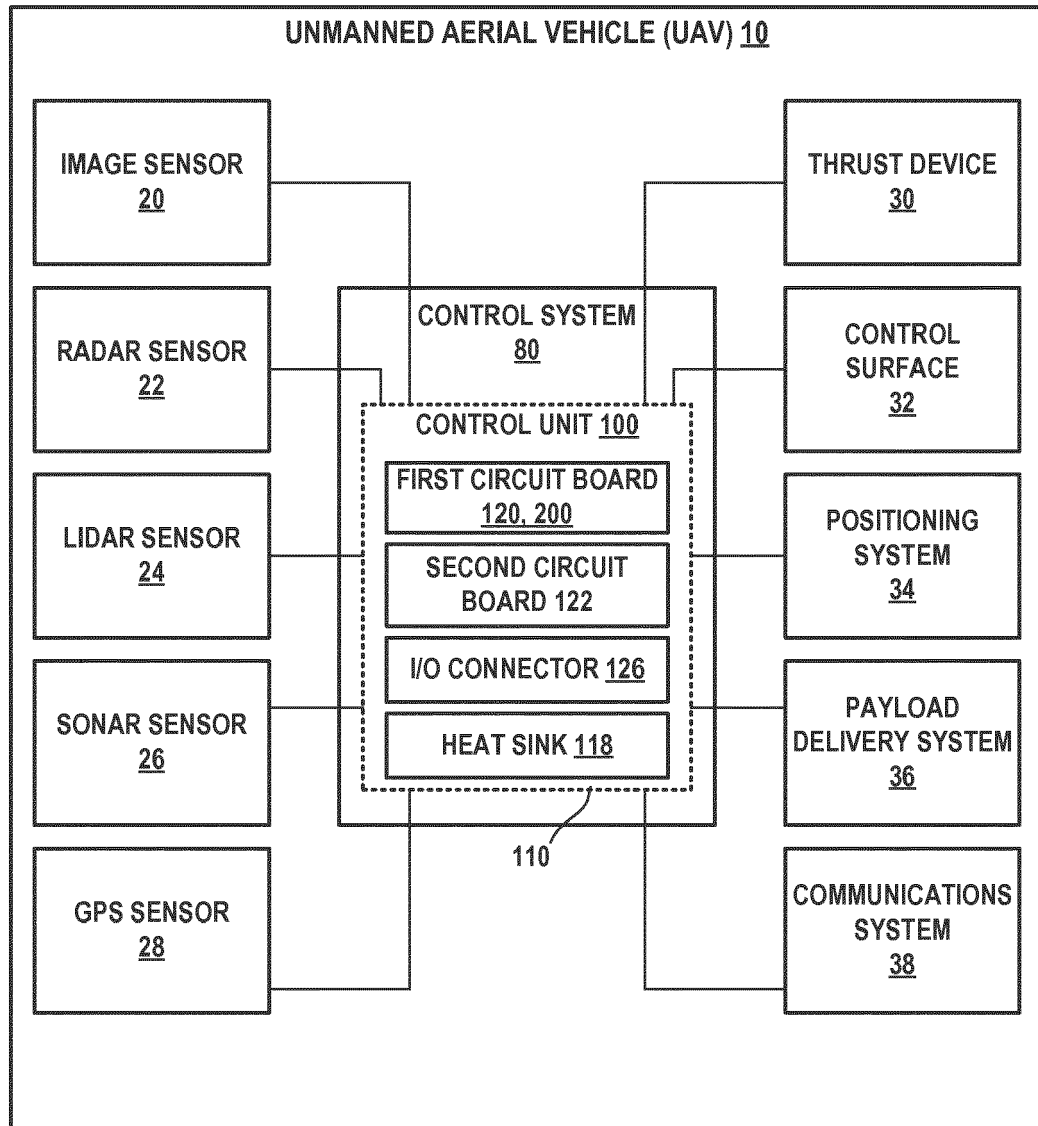 UNMANNED AERIAL VEHICLE (UAV) 10
IMAGE SENSOR
20
RADAR SENSOR
22
LIDAR SENSOR
24
SONAR SENSOR
26
GPS SENSOR
28
CONTROL SYSTEM
80
CONTROL UNIT 100
FIRST CIRCUIT BOARD
120, 200
SECOND CIRCUIT
BOARD 122
I/O CONNECTOR 126
HEAT SINK 118
110
THRUST DEVICE
30
CONTROL
SURFACE
32
POSITIONING
SYSTEM
34
PAYLOAD
DELIVERY SYSTEM
36
COMMUNICATIONS
SYSTEM
38